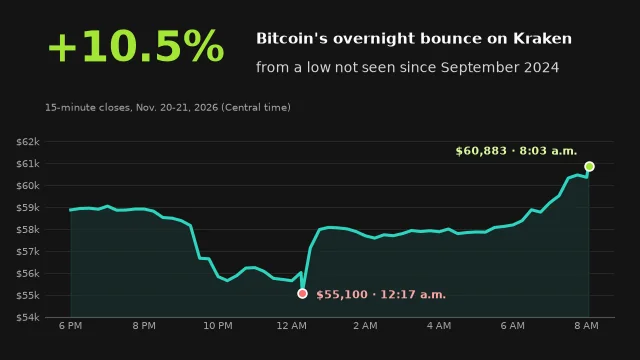 +10.5%
Bitcoin's overnight bounce on Kraken
from a low not seen since September 2024
15-minute closes, Nov. 20-21, 2026 (Central time)
$62k
$61k
$60k
$59k
$58k
$57k
$56k
$55k
$54k
$60,883 · 8:03 a.m.
$55,100 · 12:17 a.m.
6 PM
8 PM
10 PM
12 AM
2 AM
4 AM
6 AM
8 AM